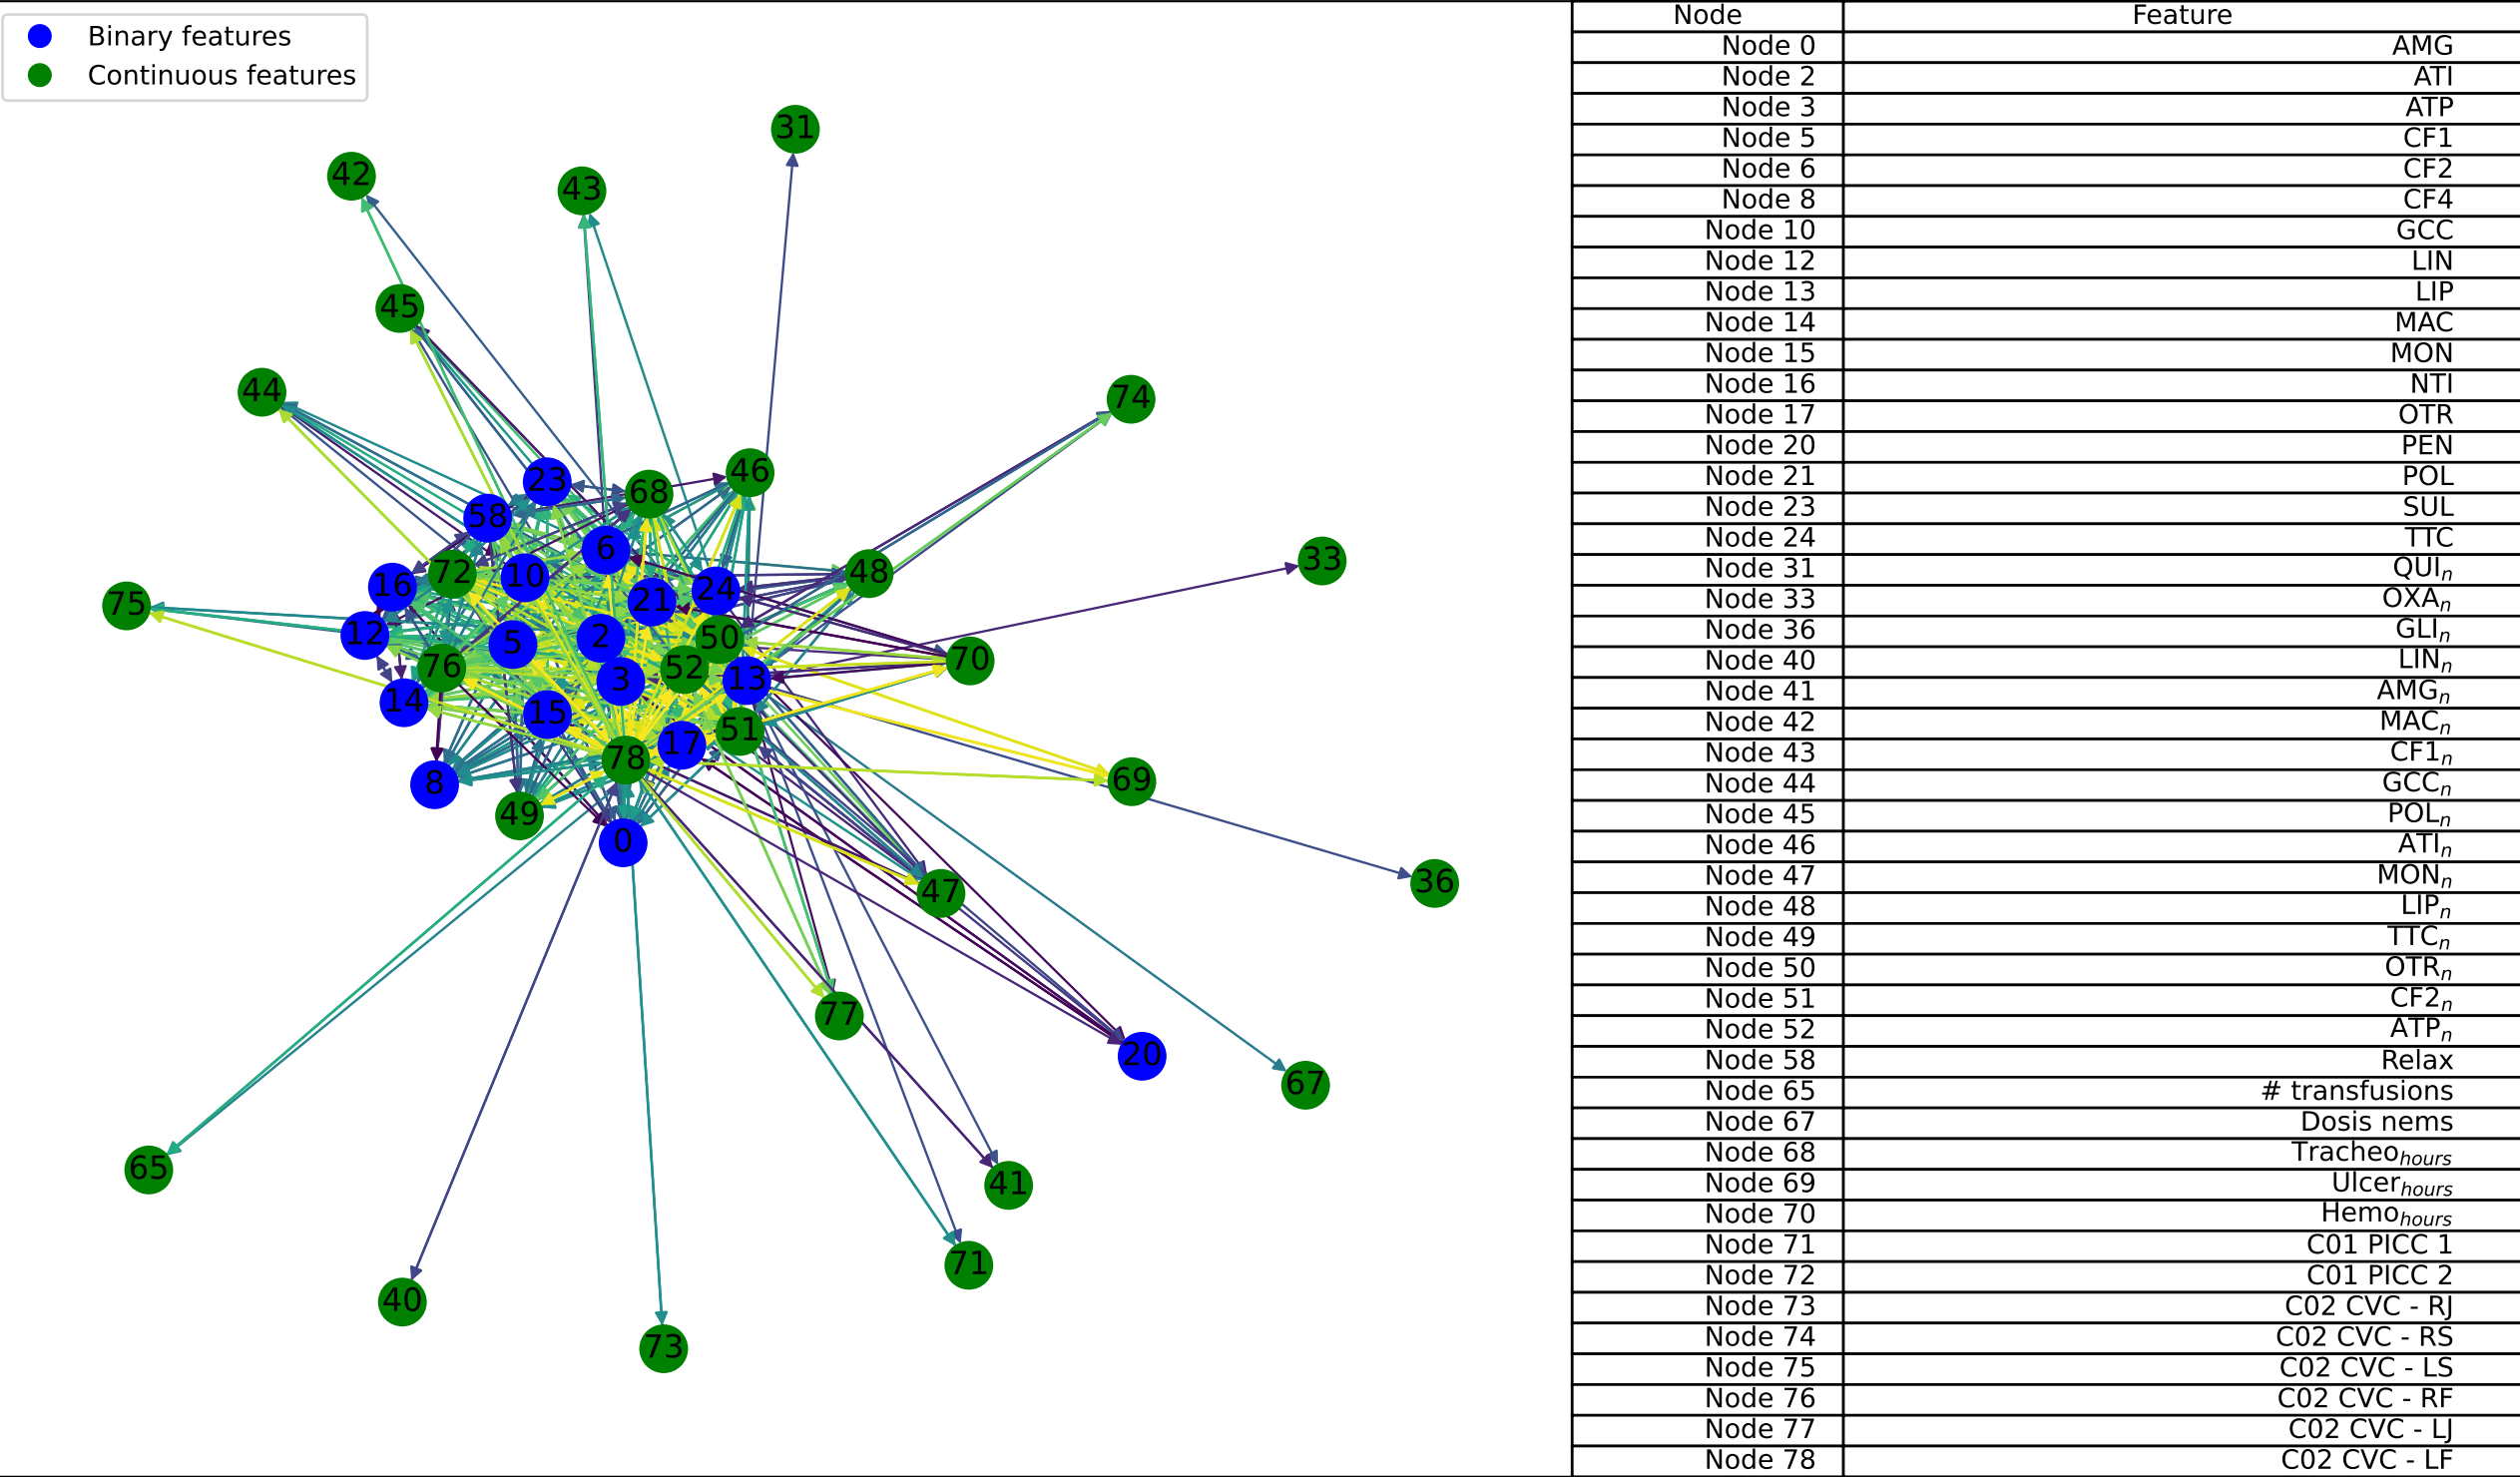 Binary features
Continuous features
31
42
43
45
44
74
23
68
46
58
6
33
48
72
10
16
24
21
75
12
5
2
50
70
76
52
3
13
14
15
51
17
78
69
8
49
0
36
47
77
20
67
65
41
71
40
73
Node Feature
Node 0 AMG
Node 2 ATI
Node 3 ATP
Node 5 CF1
Node 6 CF2
Node 8 CF4
Node 10 GCC
Node 12 LIN
Node 13 LIP
Node 14 MAC
Node 15 MON
Node 16 NTI
Node 17 OTR
Node 20 PEN
Node 21 POL
Node 23 SUL
Node 24 TTC
Node 31 QUIn
Node 33 OXAn
Node 36 GLIn
Node 40 LINn
Node 41 AMGn
Node 42 MACn
Node 43 CF1n
Node 44 GCCn
Node 45 POLn
Node 46 ATIn
Node 47 MONn
Node 48 LIPn
Node 49 TTCn
Node 50 OTRn
Node 51 CF2n
Node 52 ATPn
Node 58 Relax
Node 65 # transfusions
Node 67 Dosis nems
Node 68 Tracheohours
Node 69 Ulcerhours
Node 70 Hemohours
Node 71 C01 PICC 1
Node 72 C01 PICC 2
Node 73 C02 CVC - RJ
Node 74 C02 CVC - RS
Node 75 C02 CVC - LS
Node 76 C02 CVC - RF
Node 77 C02 CVC - LJ
Node 78 C02 CVC - LF